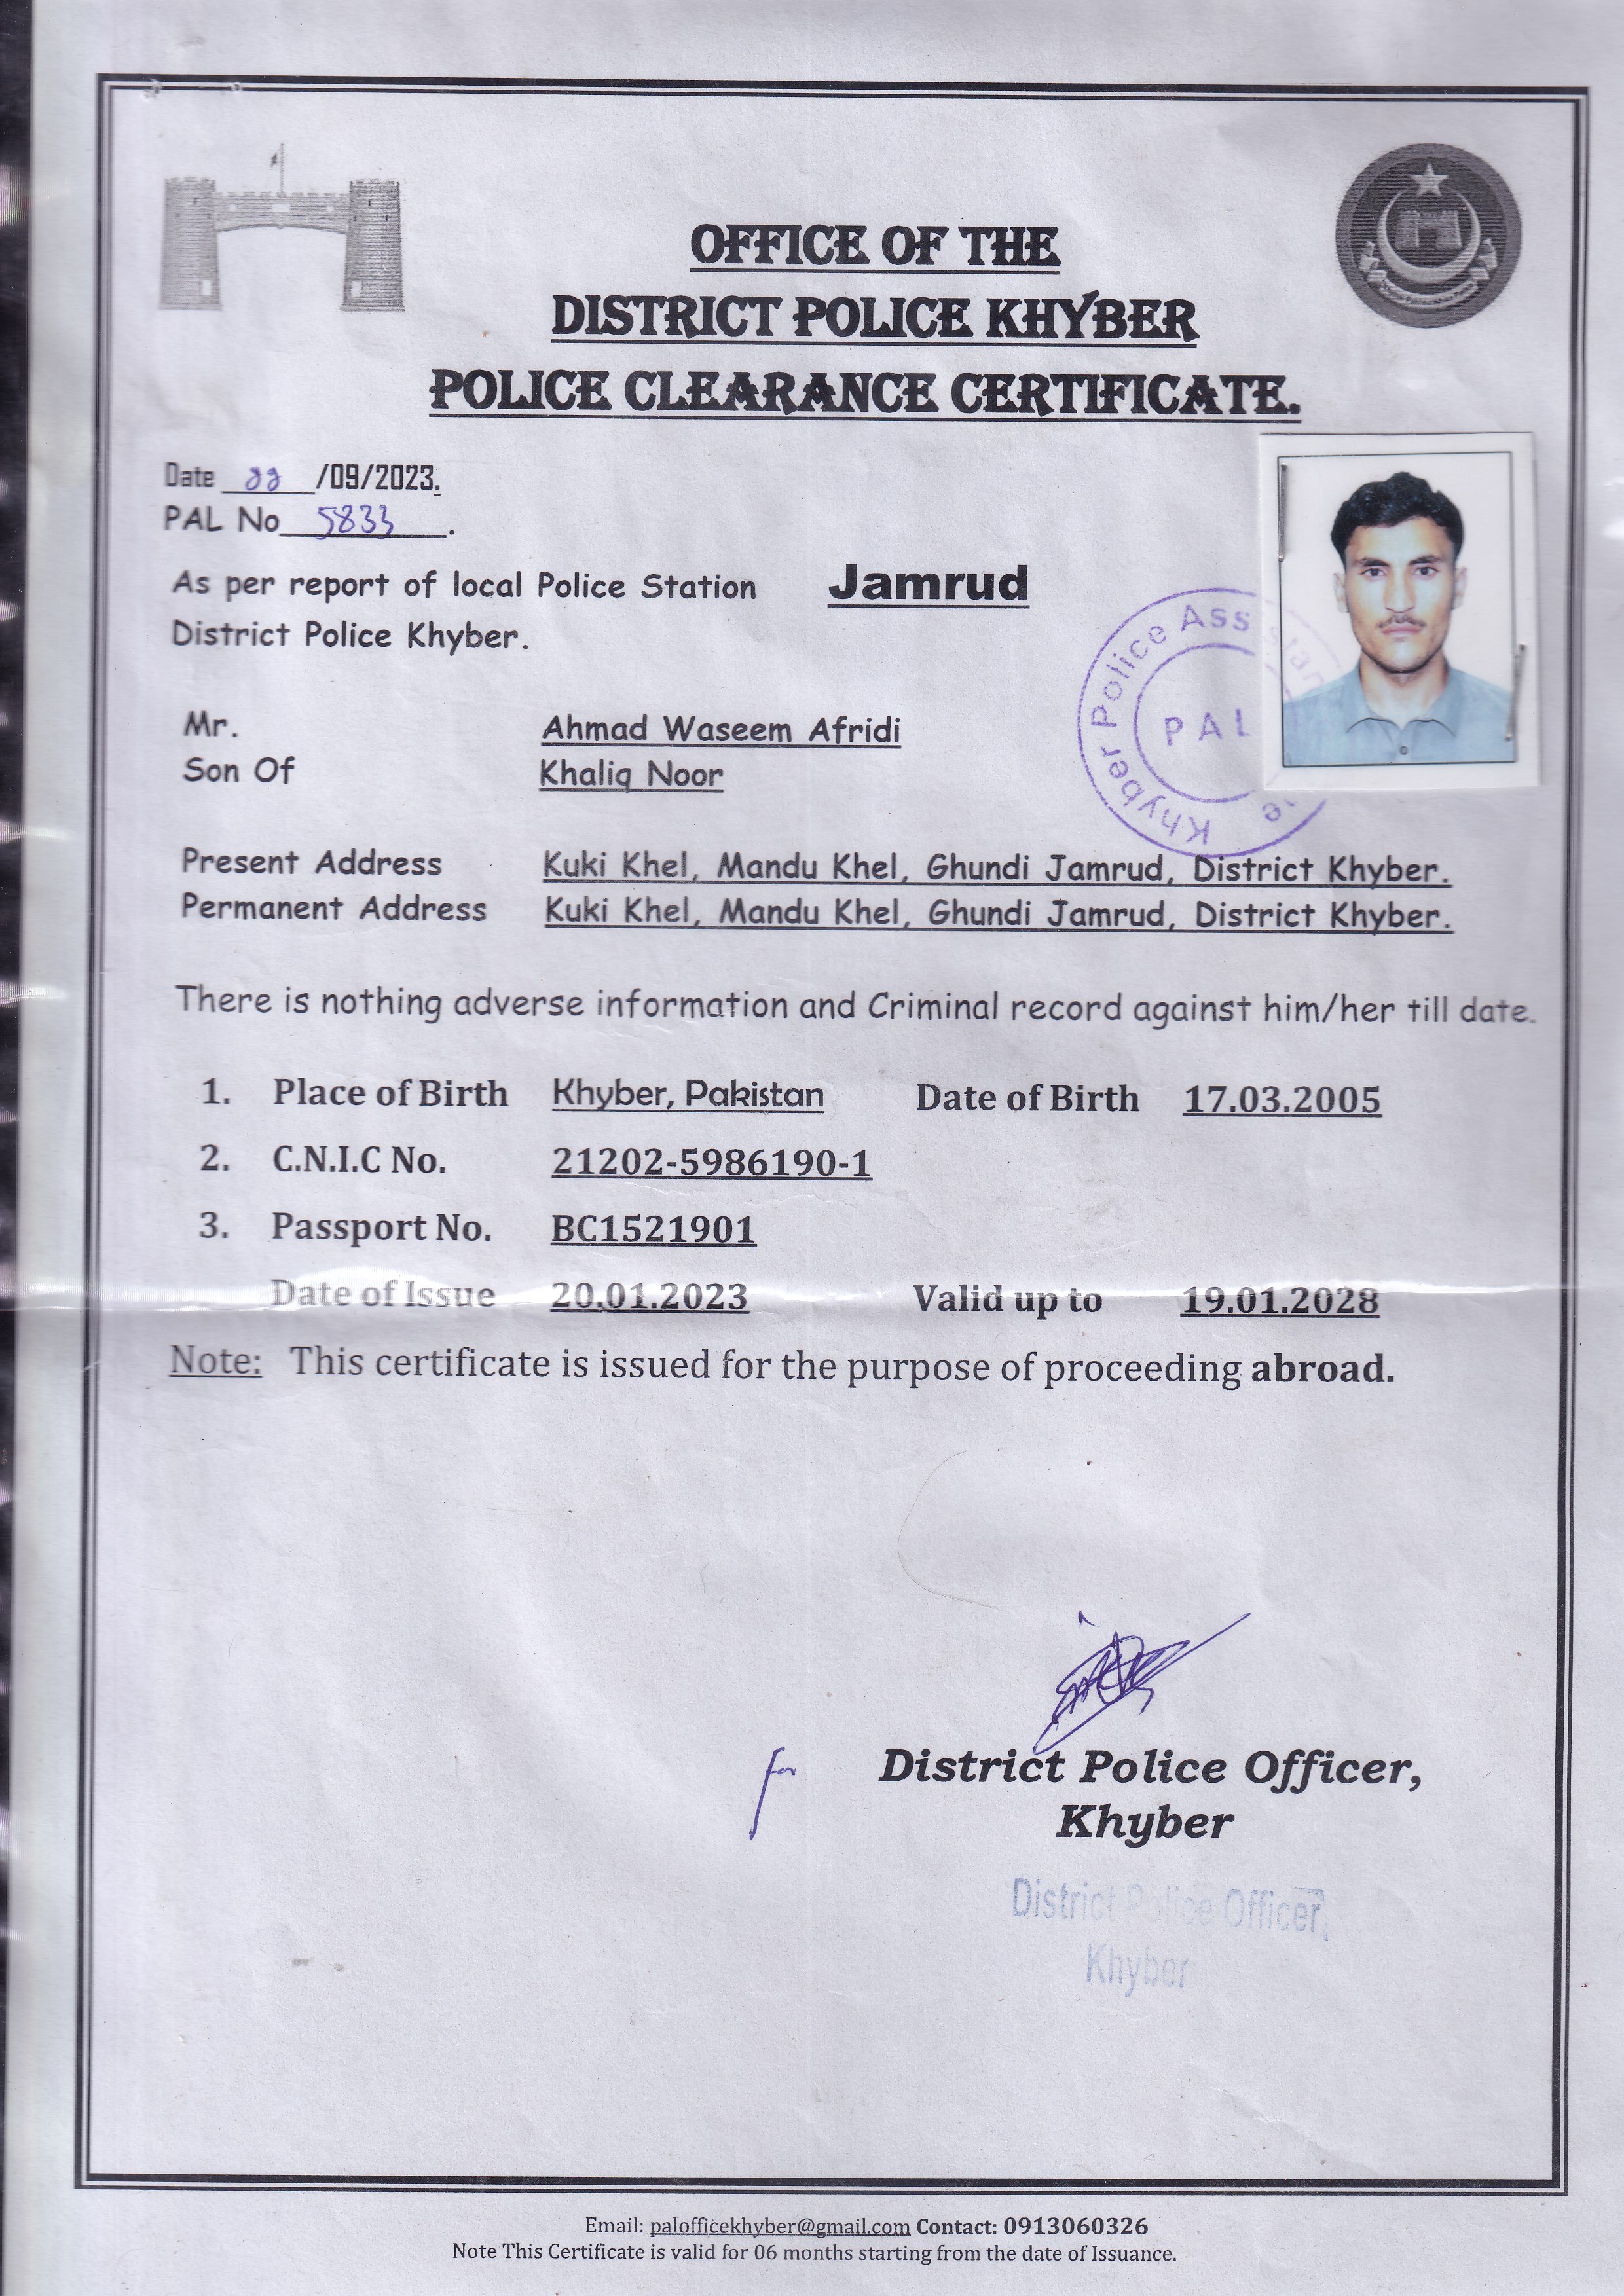 OFFICE OF THE
DISTRICT POLICE KHYBER
POLICE CLEARANCE CERTIFICATE.
Date 22 /09/2023.
PAL No 5833.
As per report of local Police Station Jamrud
District Police Khyber.
Khyber Police Assistan
PAL
Mr. Ahmad Waseem Afridi
Son Of Khaliq Noor
Present Address Kuki Khel, Mandu Khel, Ghundi Jamrud, District Khyber.
Permanent Address Kuki Khel, Mandu Khel, Ghundi Jamrud, District Khyber.
There is nothing adverse information and Criminal record against him/her till date.
1. Place of Birth Khyber, Pakistan Date of Birth 17.03.2005
2. C.N.I.C No. 21202-5986190-1
3. Passport No. BC1521901
Date of Issue 20.01.2023 Valid up to 19.01.2028
Note: This certificate is issued for the purpose of proceeding abroad.
for District Police Officer,
Khyber
District Police Officer,
Khyber
Email: palofficekhyber@gmail.com Contact: 0913060326
Note This Certificate is valid for 06 months starting from the date of Issuance.